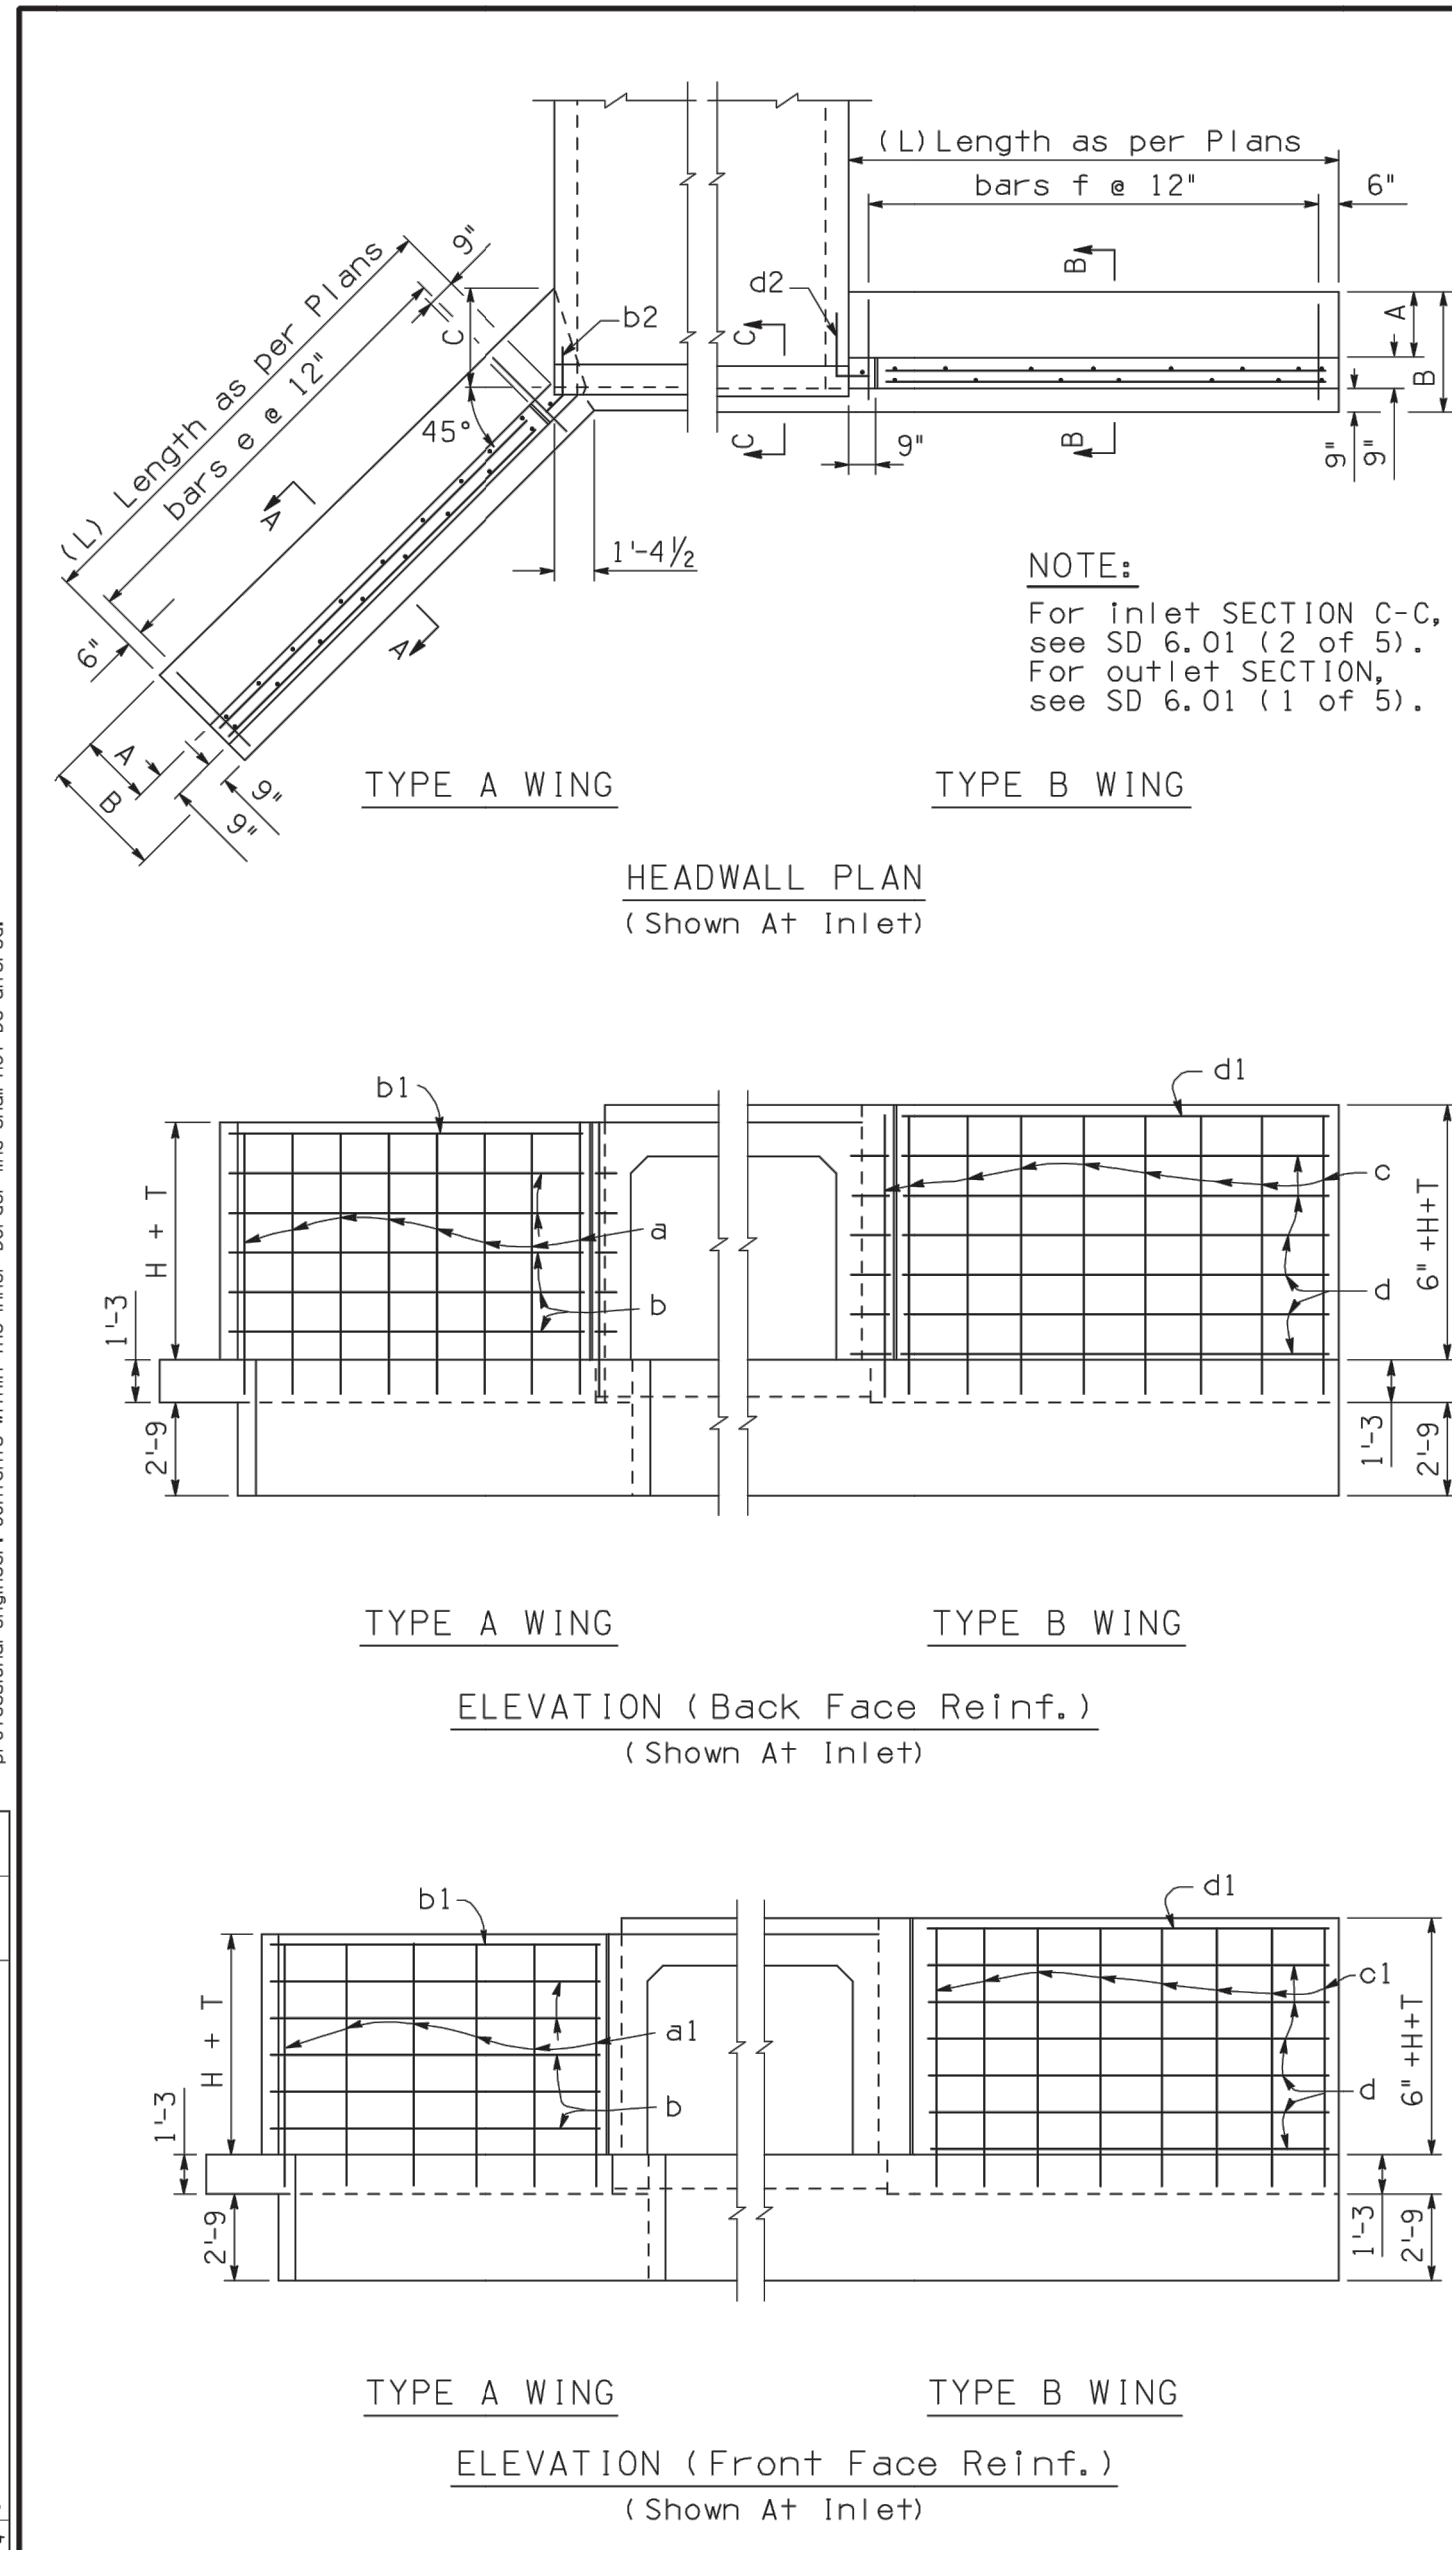 (L) Length as per Plans
bars f @ 12"
6"
9"
(L) Length as per Plans
bars e @ 12"
C
b2
d2
B
C
A
B
45°
A
C
B
9"
9"
9"
1'-4½
A
6"
A
B
9"
9"
NOTE:
For inlet SECTION C-C,
see SD 6.01 (2 of 5).
For outlet SECTION,
see SD 6.01 (1 of 5).
TYPE A WING
TYPE B WING
HEADWALL PLAN
(Shown At Inlet)
b1
d1
H + T
a
b
c
d
6" +H+T
1'-3
2'-9
1'-3
2'-9
TYPE A WING
TYPE B WING
ELEVATION (Back Face Reinf.)
(Shown At Inlet)
b1
d1
H + T
a1
b
c1
d
6" +H+T
1'-3
2'-9
1'-3
2'-9
TYPE A WING
TYPE B WING
ELEVATION (Front Face Reinf.)
(Shown At Inlet)